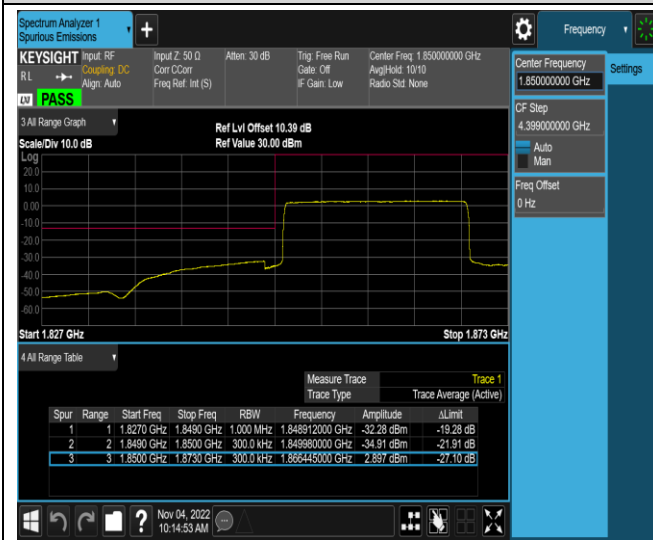 Spectrum Analyzer 1
Spurious Emissions
Frequency
KEYSIGHT
RL
LXI
PASS
Input: RF
Coupling: DC
Align: Auto
Input Z: 50 Ω
Corr CCorr
Freq Ref: Int (S)
Atten: 30 dB
Trig: Free Run
Gate: Off
IF Gain: Low
Center Freq: 1.850000000 GHz
Avg|Hold: 10/10
Radio Std: None
Center Frequency
1.850000000 GHz
Settings
CF Step
4.399000000 GHz
Auto
Man
Freq Offset
0 Hz
3 All Range Graph
Scale/Div 10.0 dB
Ref Lvl Offset 10.39 dB
Ref Value 30.00 dBm
Log
20.0
10.0
0.00
-10.0
-20.0
-30.0
-40.0
-50.0
-60.0
Start 1.827 GHz
Stop 1.873 GHz
4 All Range Table
Measure Trace Trace 1
Trace Type Trace Average (Active)
Spur Range Start Freq Stop Freq RBW Frequency Amplitude ΔLimit
1 1 1.8270 GHz 1.8490 GHz 1.000 MHz 1.848912000 GHz -32.28 dBm -19.28 dB
2 2 1.8490 GHz 1.8500 GHz 300.0 kHz 1.849980000 GHz -34.91 dBm -21.91 dB
3 3 1.8500 GHz 1.8730 GHz 300.0 kHz 1.866445000 GHz 2.897 dBm -27.10 dB
Nov 04, 2022
10:14:53 AM